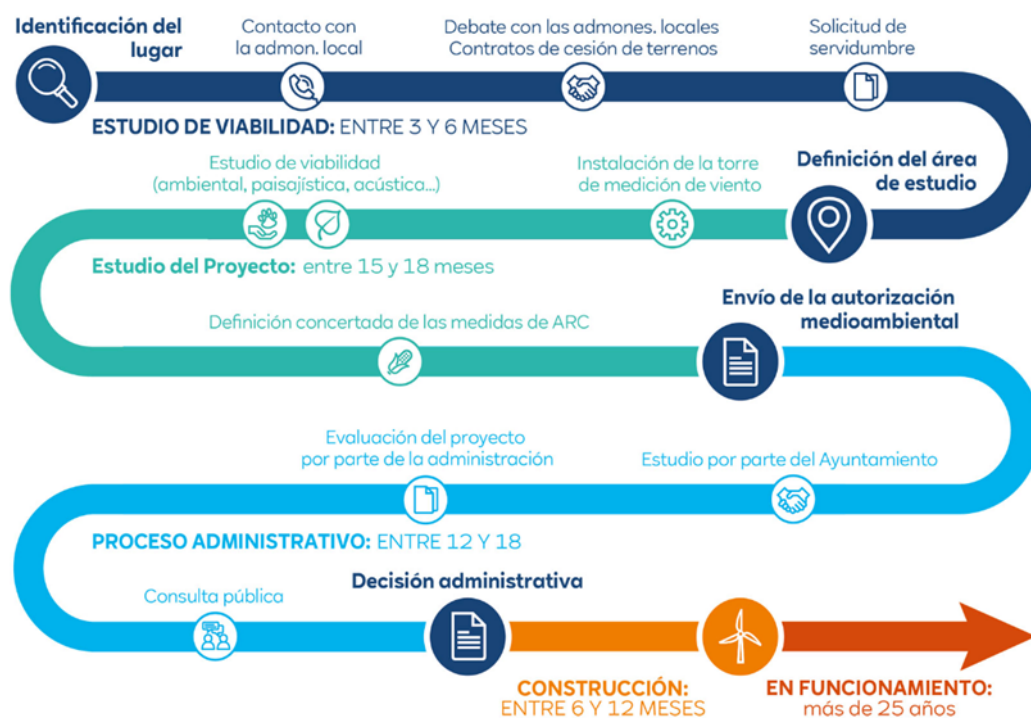 Identificación del
lugar
Contacto con
la admon. local
Debate con las admones. locales
Contratos de cesión de terrenos
Solicitud de
servidumbre
ESTUDIO DE VIABILIDAD: ENTRE 3 Y 6 MESES
Definición del área
de estudio
Instalación de la torre
de medición de viento
Estudio de viabilidad
(ambiental, paisajística, acústica...)
Estudio del Proyecto: entre 15 y 18 meses
Definición concertada de las medidas de ARC
Envío de la autorización
medioambiental
Estudio por parte del Ayuntamiento
Evaluación del proyecto
por parte de la administración
PROCESO ADMINISTRATIVO: ENTRE 12 Y 18
Consulta pública
Decisión administrativa
CONSTRUCCIÓN:
ENTRE 6 Y 12 MESES
EN FUNCIONAMIENTO:
más de 25 años